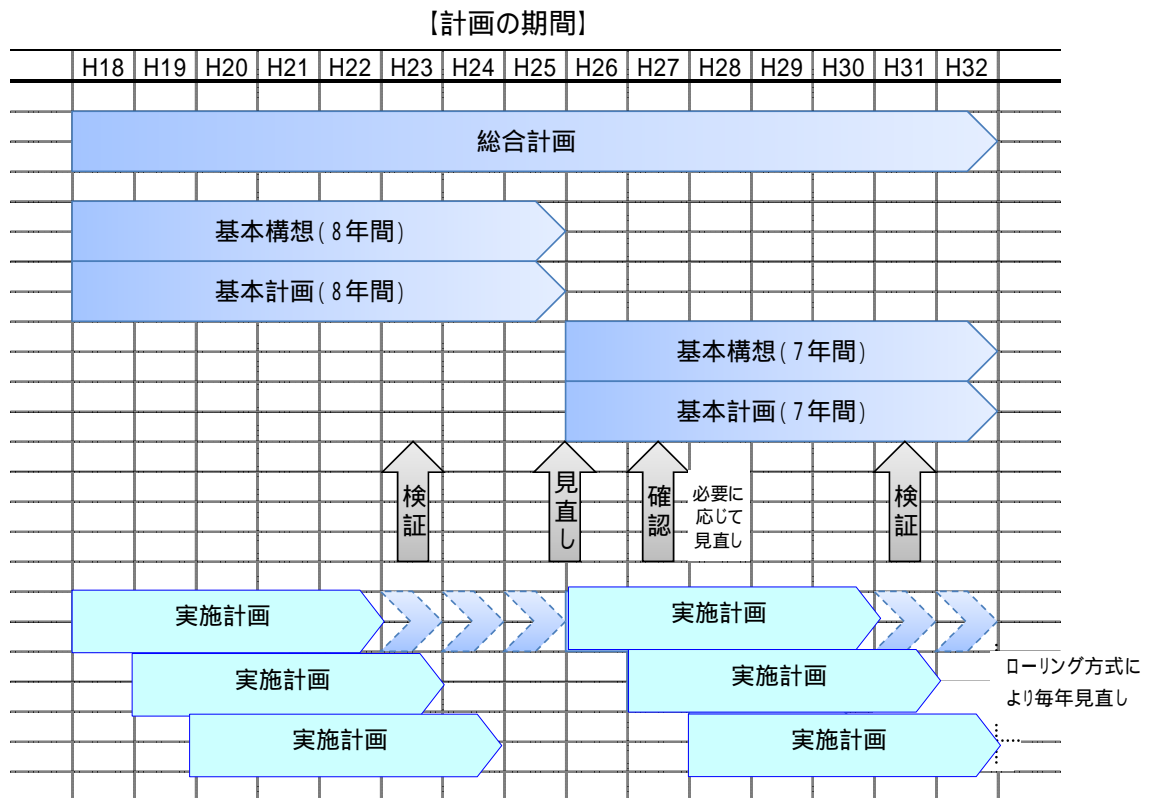 【計画の期間】
H18 H19 H20 H21 H22 H23 H24 H25 H26 H27 H28 H29 H30 H31 H32
総合計画
基本構想(8年間)
基本計画(8年間)
基本構想(7年間)
基本計画(7年間)
検証
見直し
確認
必要に
応じて
見直し
検証
実施計画
実施計画
実施計画
実施計画
実施計画
実施計画
ローリング方式に
より毎年見直し